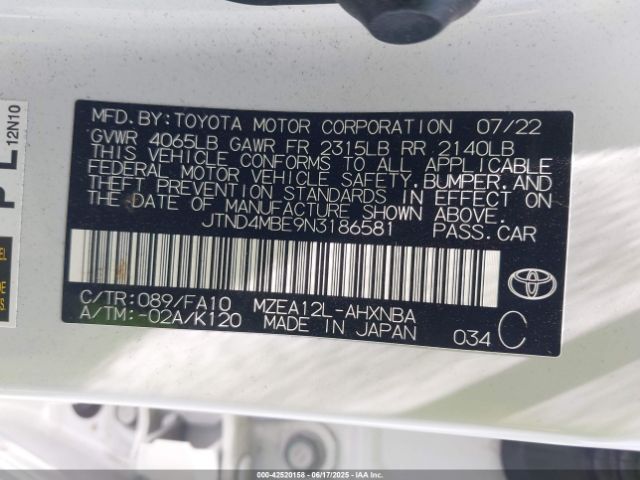 MFD.BY:TOYOTA MOTOR CORPORATION 07/22
GVWR 4065LB GAWR FR 2315LB RR 2140LB
THIS VEHICLE CONFORMS TO ALL APPLICABLE
FEDERAL MOTOR VEHICLE SAFETY,BUMPER,AND
THEFT PREVENTION STANDARDS IN EFFECT ON
THE DATE OF MANUFACTURE SHOWN ABOVE.
JTND4MBE9N3186581 PASS.CAR
C/TR:089/FA10 MZEA12L-AHXNBA
A/TM:-02A/K120 MADE IN JAPAN 034 C
TOYOTA
12N10
000-42520158 | 06/17/2025 | IAA Inc.